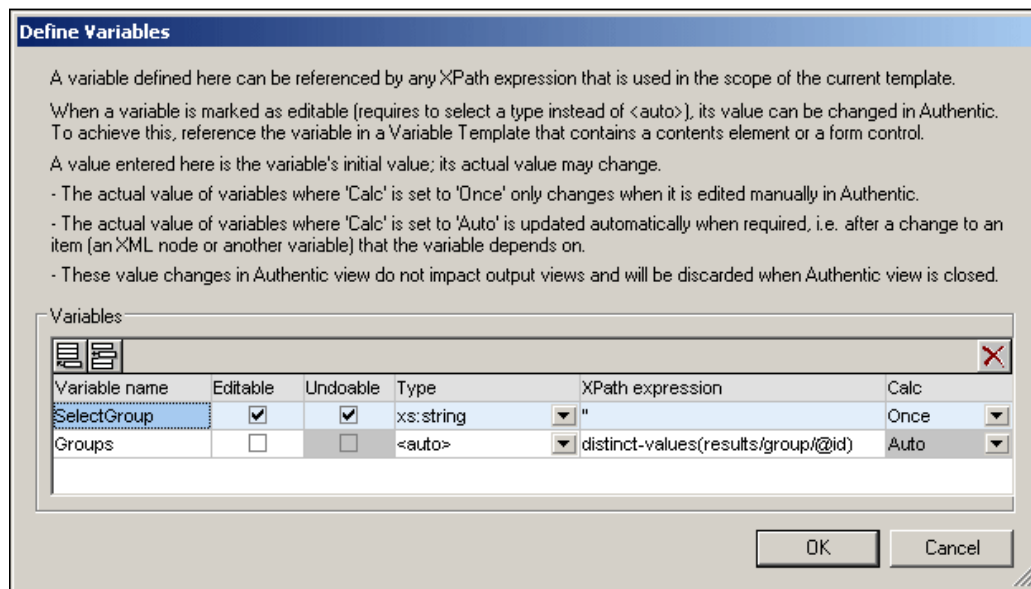 Define Variables
A variable defined here can be referenced by any XPath expression that is used in the scope of the current template.
When a variable is marked as editable (requires to select a type instead of <auto>), its value can be changed in Authentic.
To achieve this, reference the variable in a Variable Template that contains a contents element or a form control.
A value entered here is the variable's initial value; its actual value may change.
- The actual value of variables where 'Calc' is set to 'Once' only changes when it is edited manually in Authentic.
- The actual value of variables where 'Calc' is set to 'Auto' is updated automatically when required, i.e. after a change to an
item (an XML node or another variable) that the variable depends on.
- These value changes in Authentic view do not impact output views and will be discarded when Authentic view is closed.
Variables
Variable name Editable Undoable Type XPath expression Calc
SelectGroup xs:string '' Once
Groups <auto> distinct-values(results/group/@id) Auto
OK Cancel